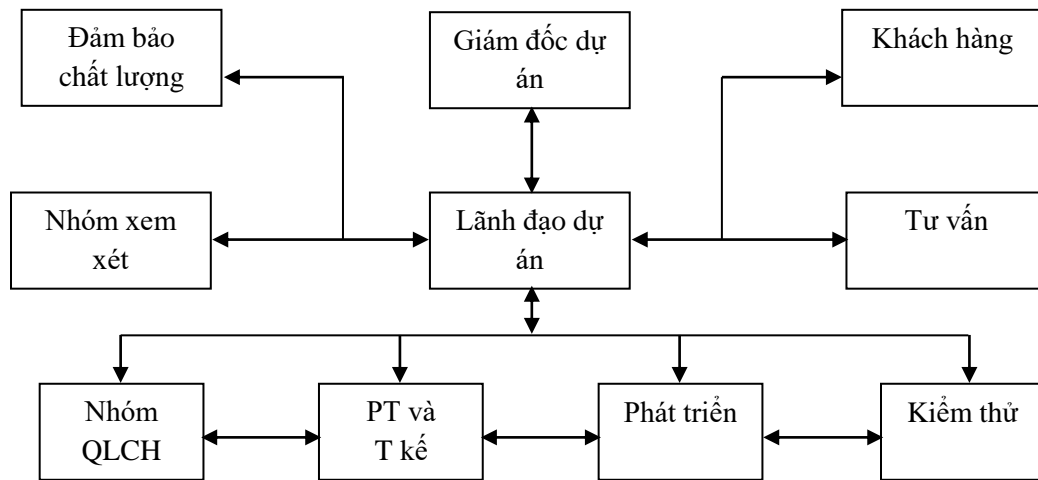 Đảm bảo
chất lượng
Giám đốc dự
án
Khách hàng
Nhóm xem
xét
Lãnh đạo dự
án
Tư vấn
Nhóm
QLCH
PT và
T kế
Phát triển
Kiểm thử